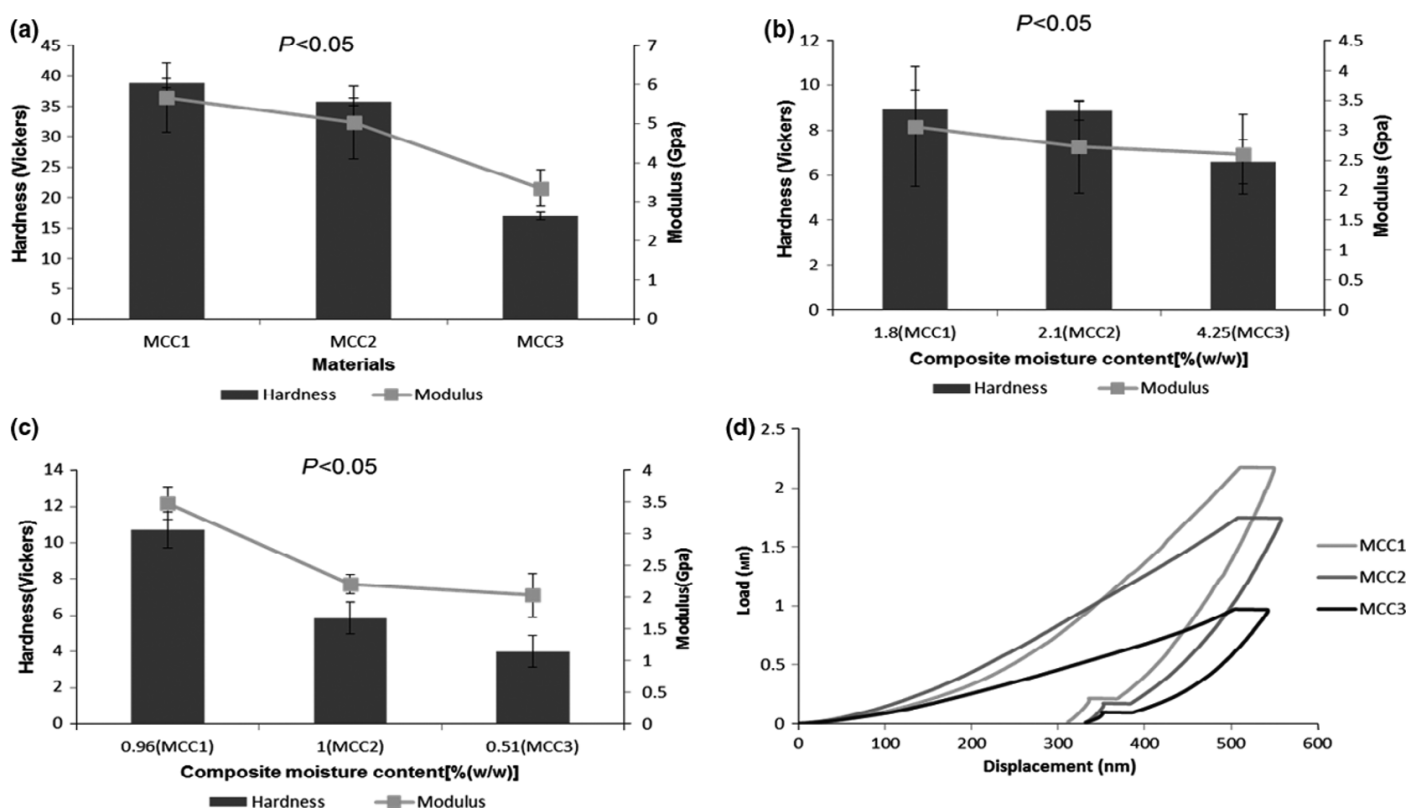 (a)
P<0.05
45
40
35
30
25
20
15
10
5
0
Hardness (Vickers)
7
6
5
4
3
2
1
0
Modulus (Gpa)
MCC1 MCC2 MCC3
Materials
Hardness Modulus
(b)
P<0.05
12
10
8
6
4
2
0
Hardness (Vickers)
4.5
4
3.5
3
2.5
2
1.5
1
0.5
0
Modulus (Gpa)
1.8(MCC1) 2.1(MCC2) 4.25(MCC3)
Composite moisture content[%(w/w)]
Hardness Modulus
(c)
P<0.05
14
12
10
8
6
4
2
0
Hardness(Vickers)
4
3.5
3
2.5
2
1.5
1
0.5
0
Modulus(Gpa)
0.96(MCC1) 1(MCC2) 0.51(MCC3)
Composite moisture content[%(w/w)]
Hardness Modulus
(d)
2.5
2
1.5
1
0.5
0
Load (MN)
0 100 200 300 400 500 600
Displacement (nm)
MCC1
MCC2
MCC3